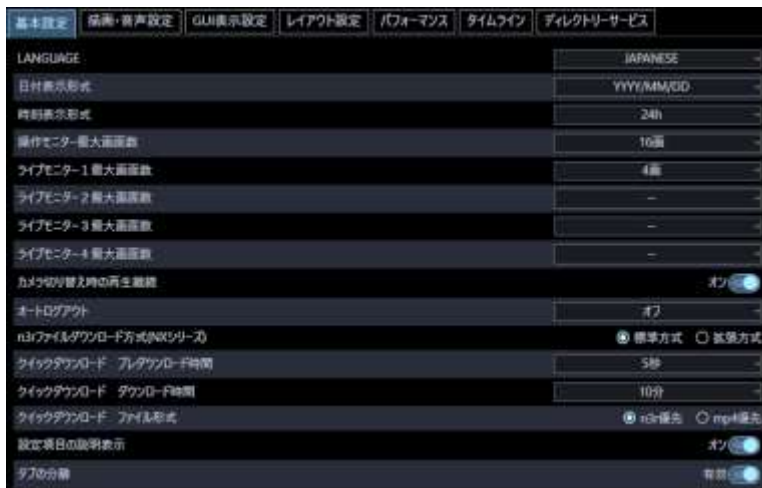 基本設定 描画・音声設定 GUI表示設定 レイアウト設定 パフォーマンス タイムライン ディレクトリーサービス
LANGUAGE JAPANESE
日付表示形式 YYYY/MM/DD
時刻表示形式 24h
操作モニター最大画面数 16画
ライブモニター1最大画面数 4画
ライブモニター2最大画面数 --
ライブモニター3最大画面数 --
ライブモニター4最大画面数 --
カメラ切り替え時の再生継続 オン
オートログアウト オフ
n3rファイルダウンロード方式(NXシリーズ) 標準方式 拡張方式
クイックダウンロード プレダウンロード時間 5秒
クイックダウンロード ダウンロード時間 10分
クイックダウンロード ファイル形式 n3r優先 mp4優先
設定項目の説明表示 オン
タブの分離 有効